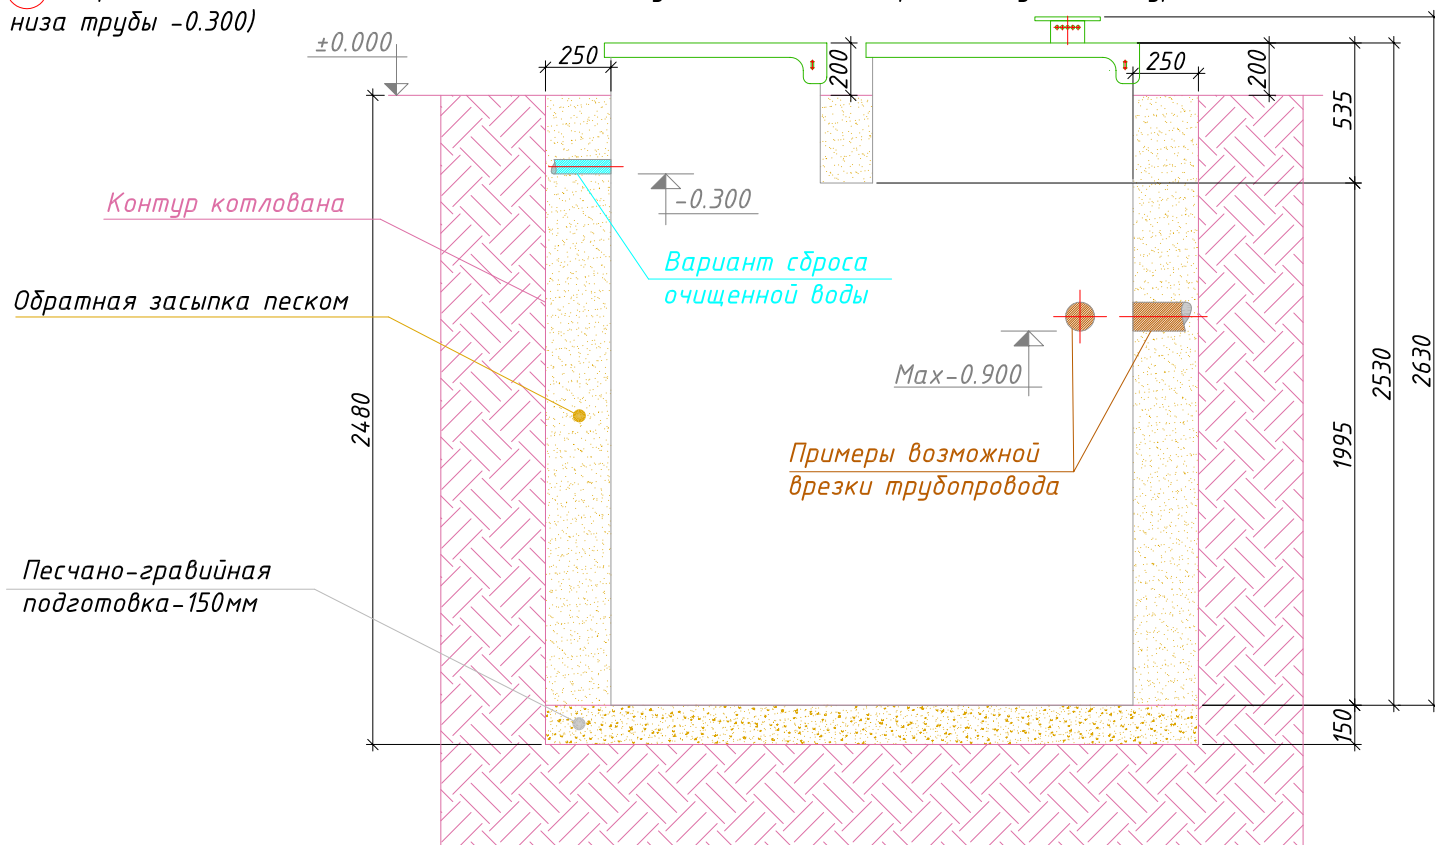 низа трубы -0.300)
±0.000
250
200
250
200
535
Контур котлована
-0.300
Вариант сброса
очищенной воды
Обратная засыпка песком
Max-0.900
2480
Примеры возможной
врезки трубопровода
1995
2530
2630
Песчано-гравийная
подготовка-150мм
150